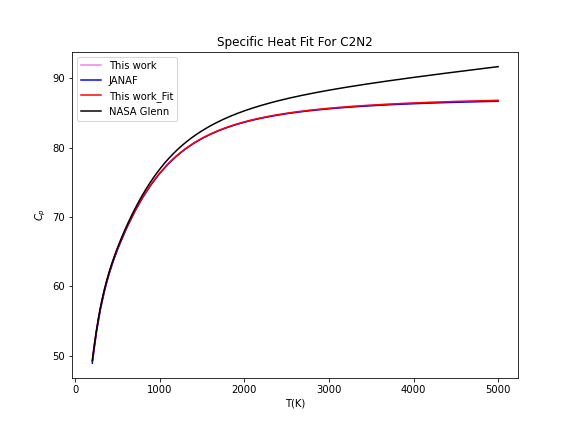 Specific Heat Fit For C2N2
This work
JANAF
This work_Fit
NASA Glenn
90
80
70
60
50
C_p
0 1000 2000 3000 4000 5000
T(K)